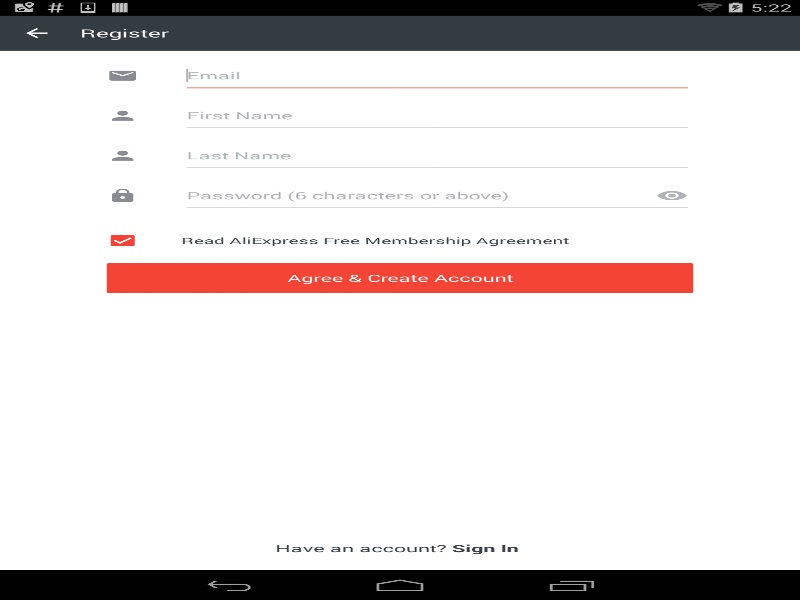 5:22
Register
Email
First Name
Last Name
Password (6 characters or above)
Read AliExpress Free Membership Agreement
Agree & Create Account
Have an account? Sign In